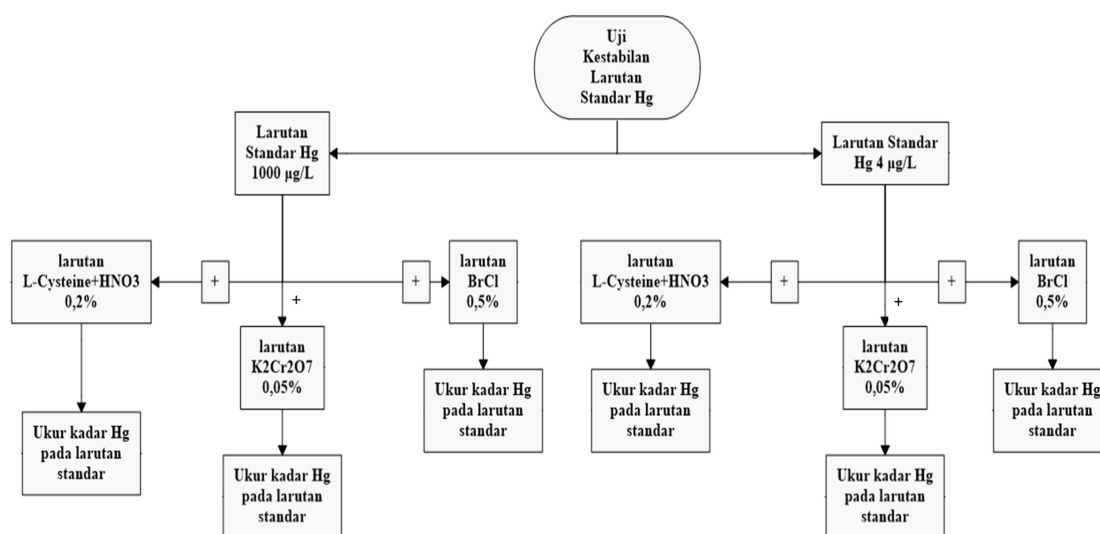 Uji
Kestabilan
Larutan
Standar Hg
Larutan
Standar Hg
1000 µg/L
Larutan Standar
Hg 4 µg/L
larutan
L-Cysteine+HNO3
0,2%
+
+
larutan
BrCl
0,5%
+
larutan
K2Cr2O7
0,05%
Ukur kadar Hg
pada larutan
standar
Ukur kadar Hg
pada larutan
standar
Ukur kadar Hg
pada larutan
standar
larutan
L-Cysteine+HNO3
0,2%
+
+
larutan
BrCl
0,5%
+
larutan
K2Cr2O7
0,05%
Ukur kadar Hg
pada larutan
standar
Ukur kadar Hg
pada larutan
standar
Ukur kadar Hg
pada larutan
standar